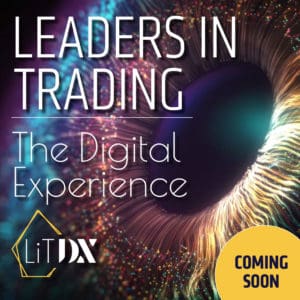 LEADERS IN
TRADING
The Digital
Experience
LiTDX
COMING
SOON